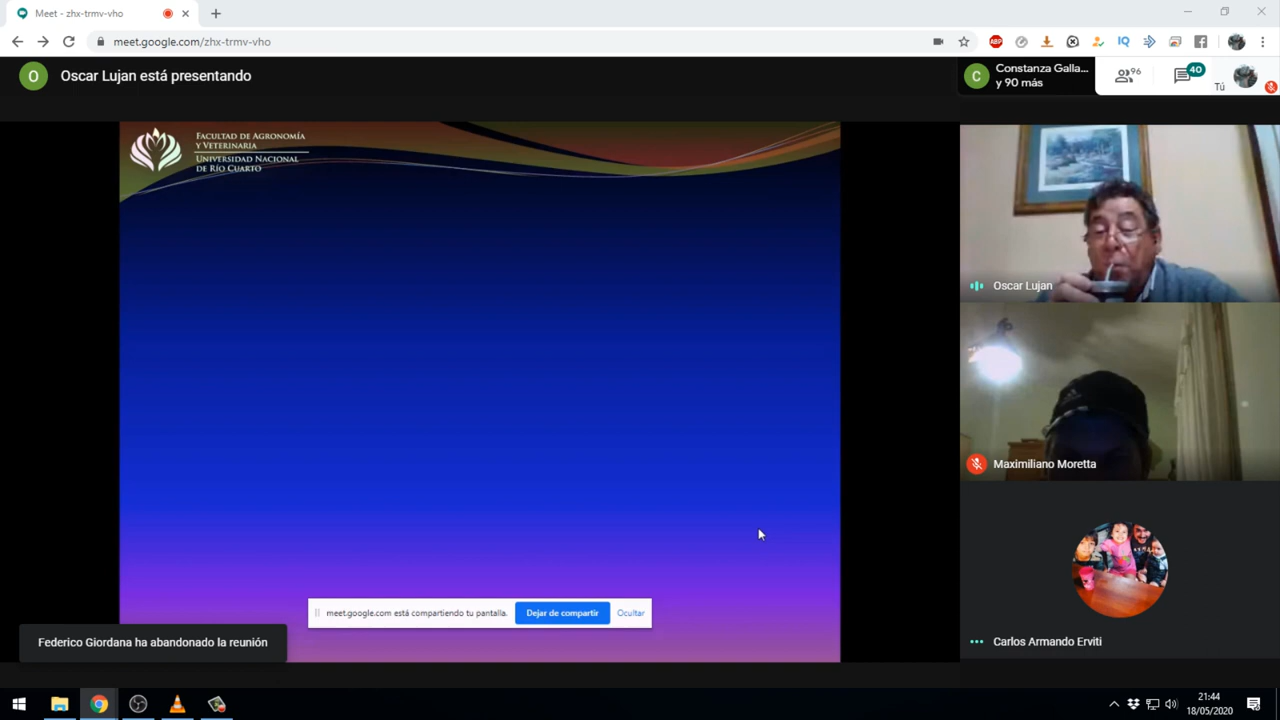 Meet - zhx-trmv-vho
meet.google.com/zhx-trmv-vho
ABP
IQ
O
Oscar Lujan está presentando
C
Constanza Galla...
y 90 más
96
40
Tú
FACULTAD DE AGRONOMÍA
Y VETERINARIA
UNIVERSIDAD NACIONAL
DE RÍO CUARTO
Oscar Lujan
Maximiliano Moretta
Carlos Armando Erviti
meet.google.com está compartiendo tu pantalla.
Dejar de compartir
Ocultar
Federico Giordana ha abandonado la reunión
21:44
18/05/2020